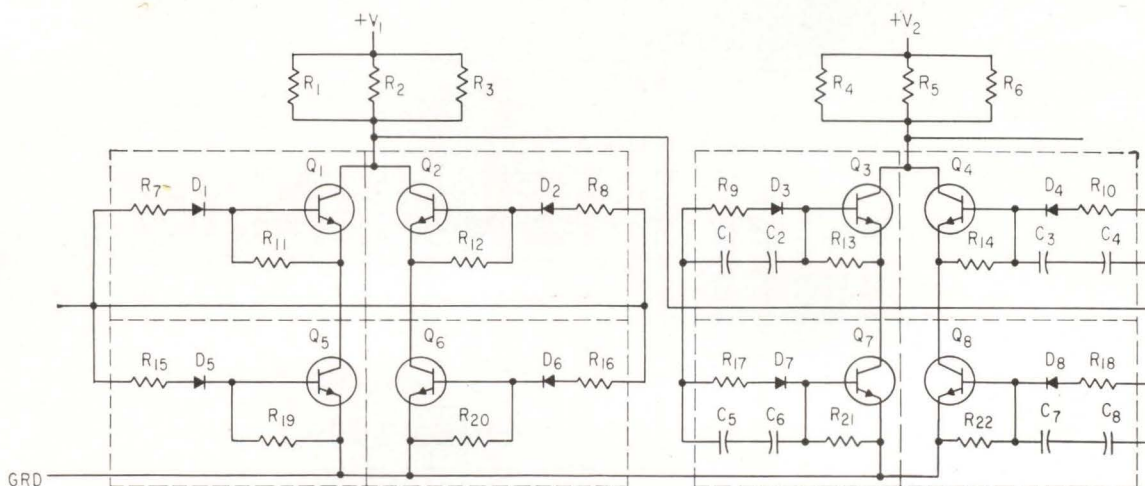 +V1 +V2
R1 R2 R3 R4 R5 R6
Q1 Q2 Q3 Q4
R7 D1 D2 R8 R9 D3 D4 R10
R11 R12 C1 C2 R13 R14 C3 C4
Q5 Q6 Q7 Q8
R15 D5 D6 R16 R17 D7 D8 R18
R19 R20 C5 C6 R21 R22 C7 C8
GRD